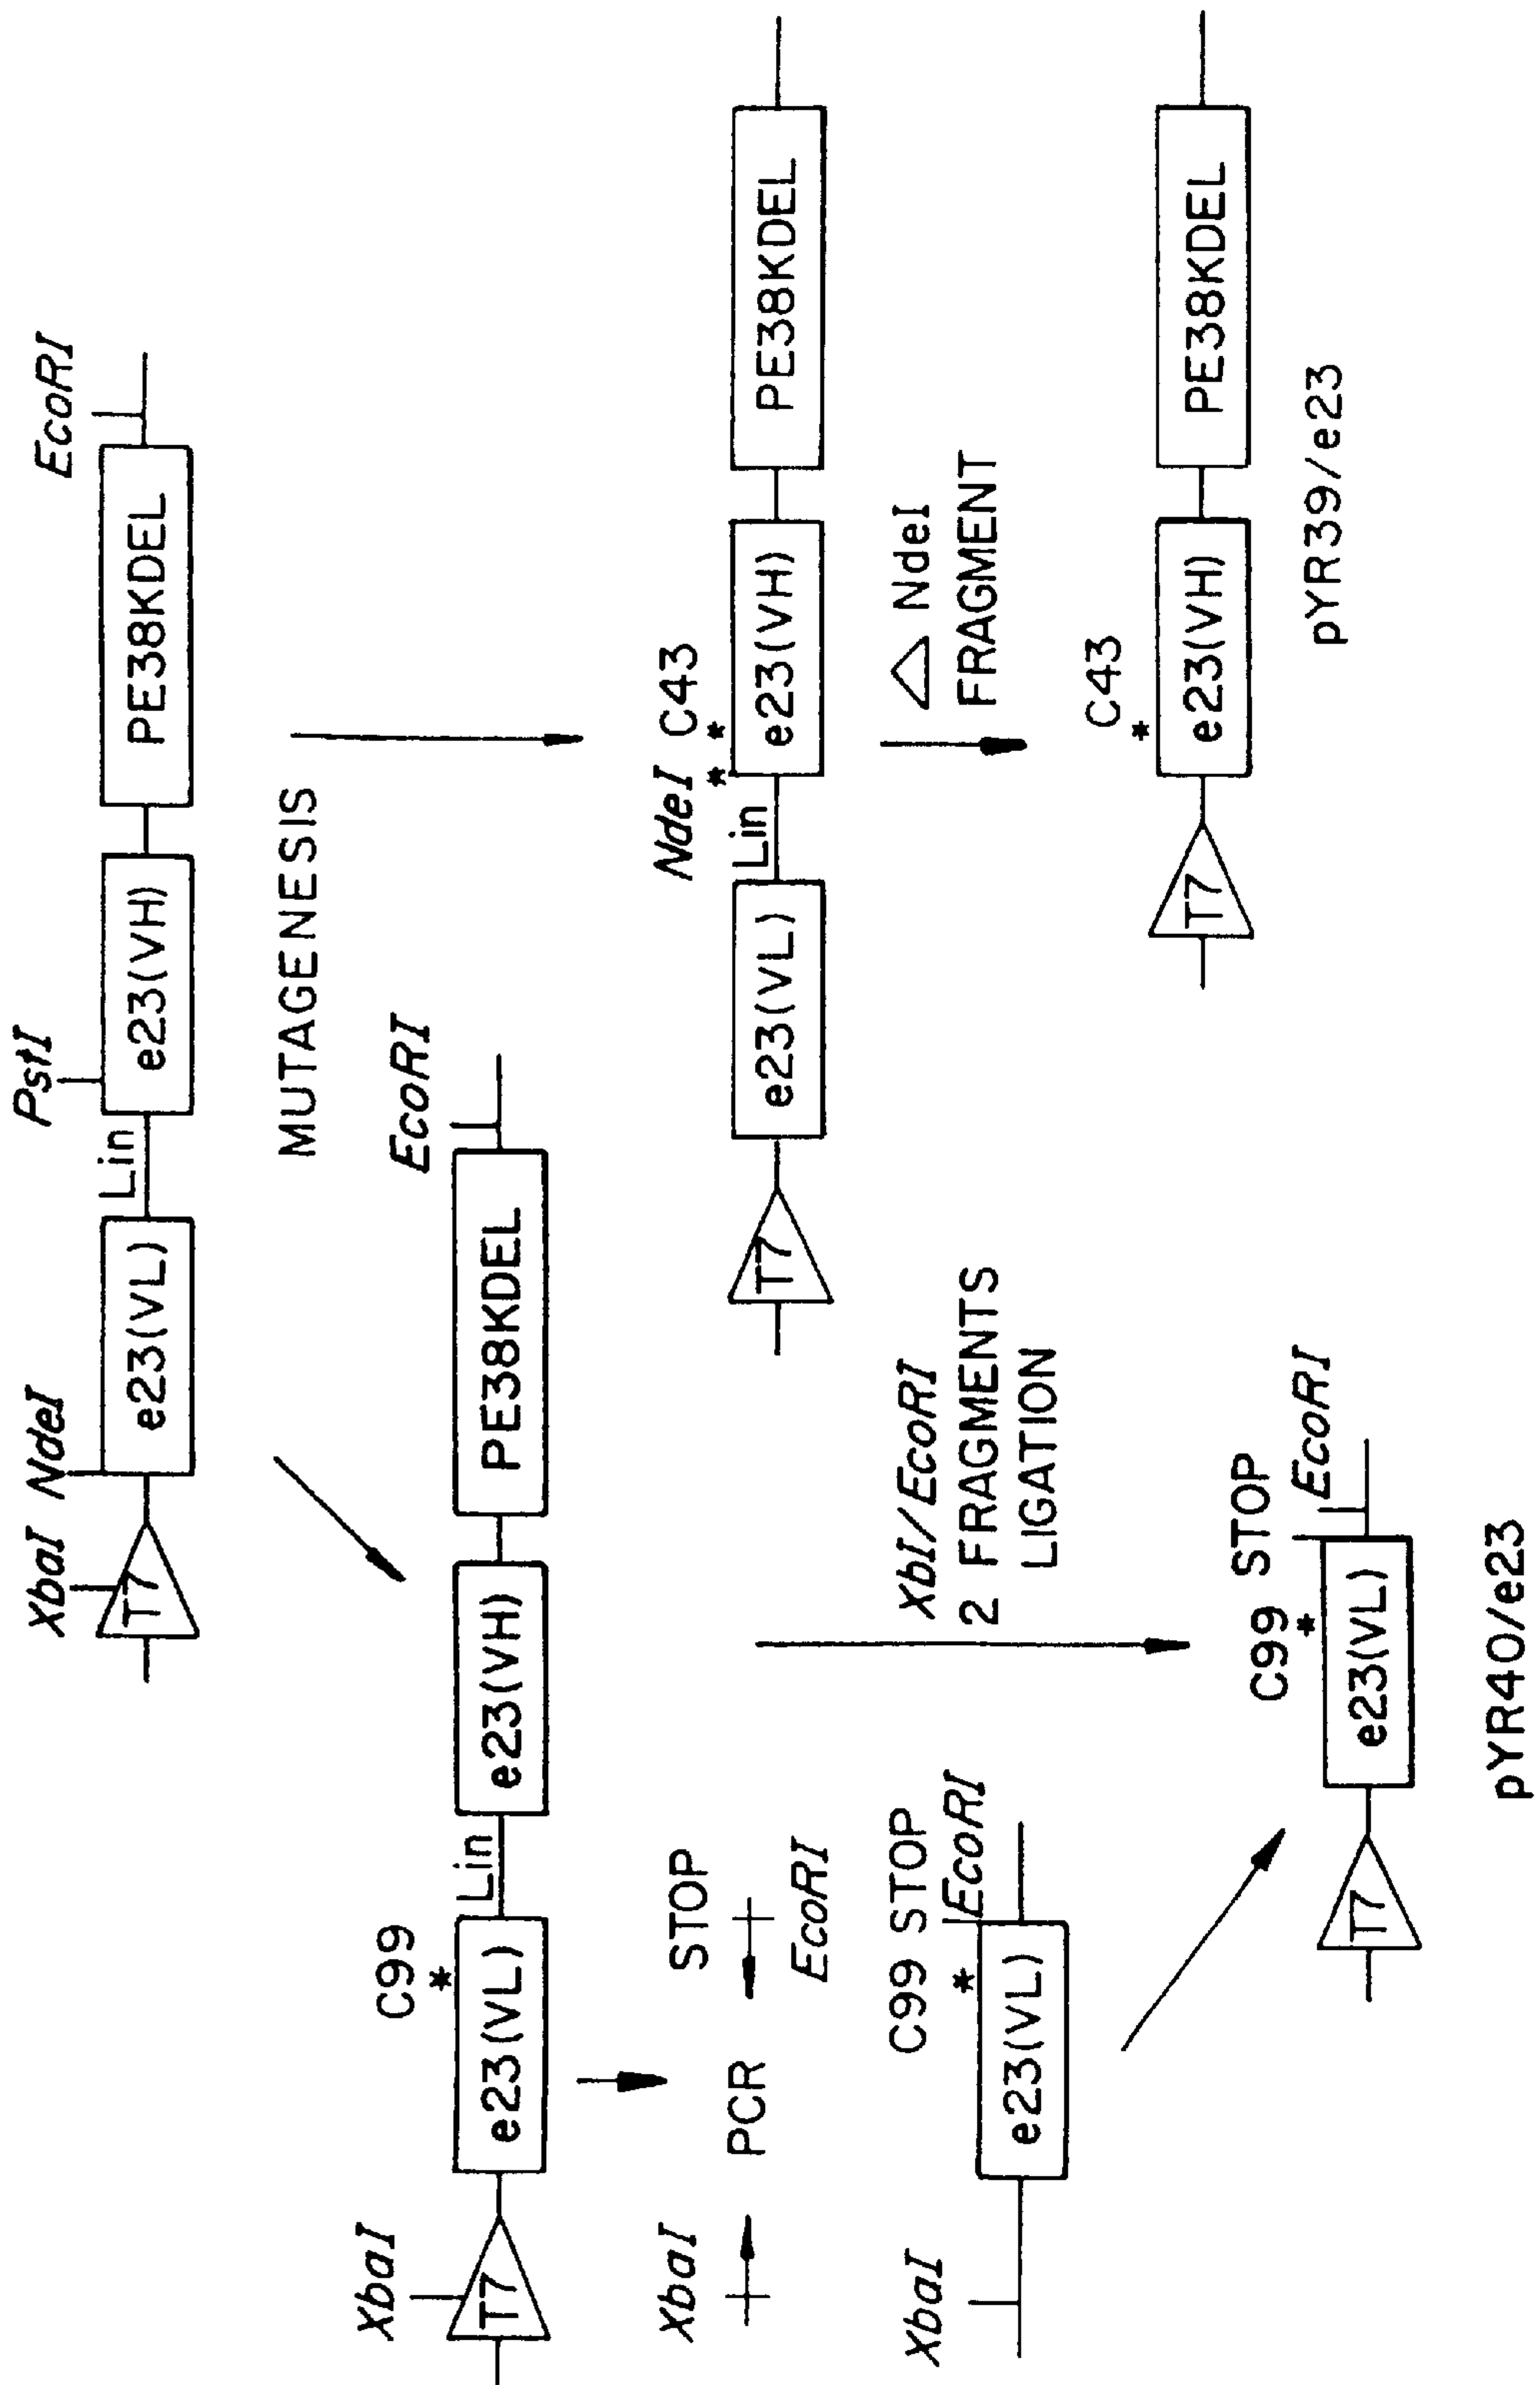 XbaI NdeI PstI EcoRI
T7 e23(VL) Lin e23(VH) PE38KDEL
MUTAGENESIS
XbaI C99 EcoRI
*
T7 e23(VL) Lin e23(VH) PE38KDEL
NdeI C43
* *
T7 e23(VL) Lin e23(VH) PE38KDEL
XbaI PCR STOP
EcoRI
XbI/EcoRI
2 FRAGMENTS
LIGATION
△ NdeI
FRAGMENT
XbaI C99 STOP
* EcoRI
e23(VL)
C43
*
T7 e23(VH) PE38KDEL
pYR39/e23
C99 STOP
* EcoRI
T7 e23(VL)
pYR40/e23